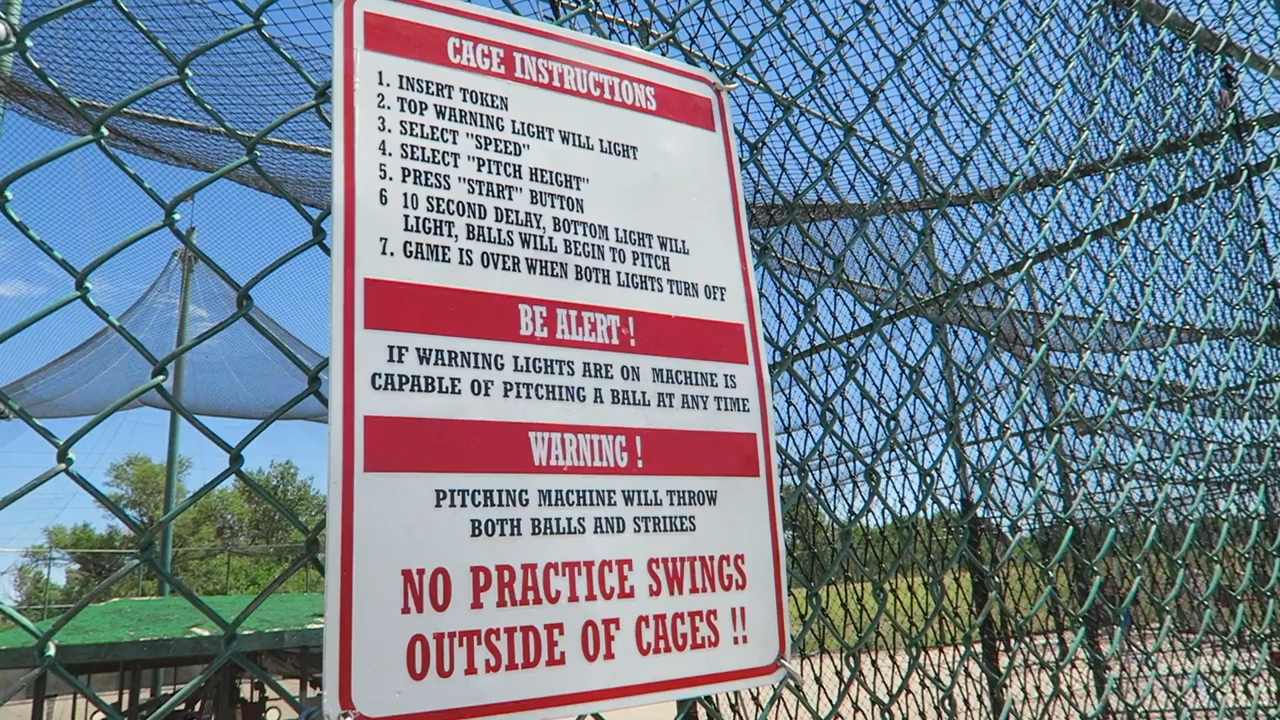 CAGE INSTRUCTIONS
1. INSERT TOKEN
2. TOP WARNING LIGHT WILL LIGHT
3. SELECT "SPEED"
4. SELECT "PITCH HEIGHT"
5. PRESS "START" BUTTON
6 10 SECOND DELAY, BOTTOM LIGHT WILL
LIGHT, BALLS WILL BEGIN TO PITCH
7. GAME IS OVER WHEN BOTH LIGHTS TURN OFF
BE ALERT !
IF WARNING LIGHTS ARE ON MACHINE IS
CAPABLE OF PITCHING A BALL AT ANY TIME
WARNING !
PITCHING MACHINE WILL THROW
BOTH BALLS AND STRIKES
NO PRACTICE SWINGS
OUTSIDE OF CAGES !!